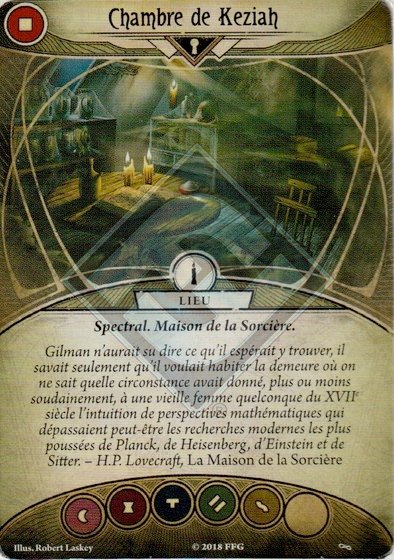 Chambre de Keziah
LIEU
Spectral. Maison de la Sorcière.
Gilman n'aurait su dire ce qu'il espérait y trouver, il
savait seulement qu'il voulait habiter la demeure où on
ne sait quelle circonstance avait donné, plus ou moins
soudainement, à une vieille femme quelconque du XVIIe
siècle l'intuition de perspectives mathématiques qui
dépassaient peut-être les recherches modernes les plus
poussées de Planck, de Heisenberg, d'Einstein et de
Sitter. – H.P. Lovecraft, La Maison de la Sorcière
Illus. Robert Laskey
© 2018 FFG